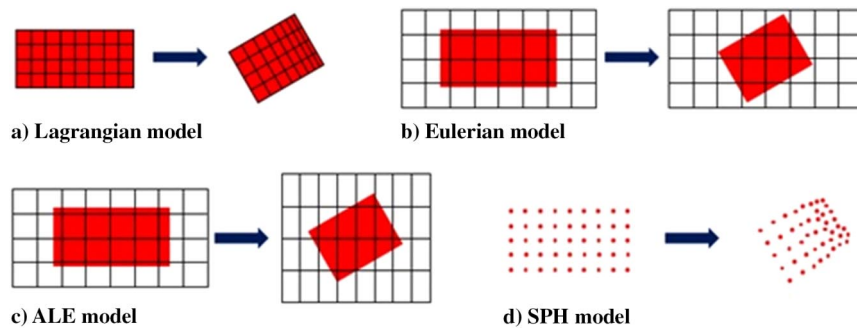 a) Lagrangian model
b) Eulerian model
c) ALE model
d) SPH model